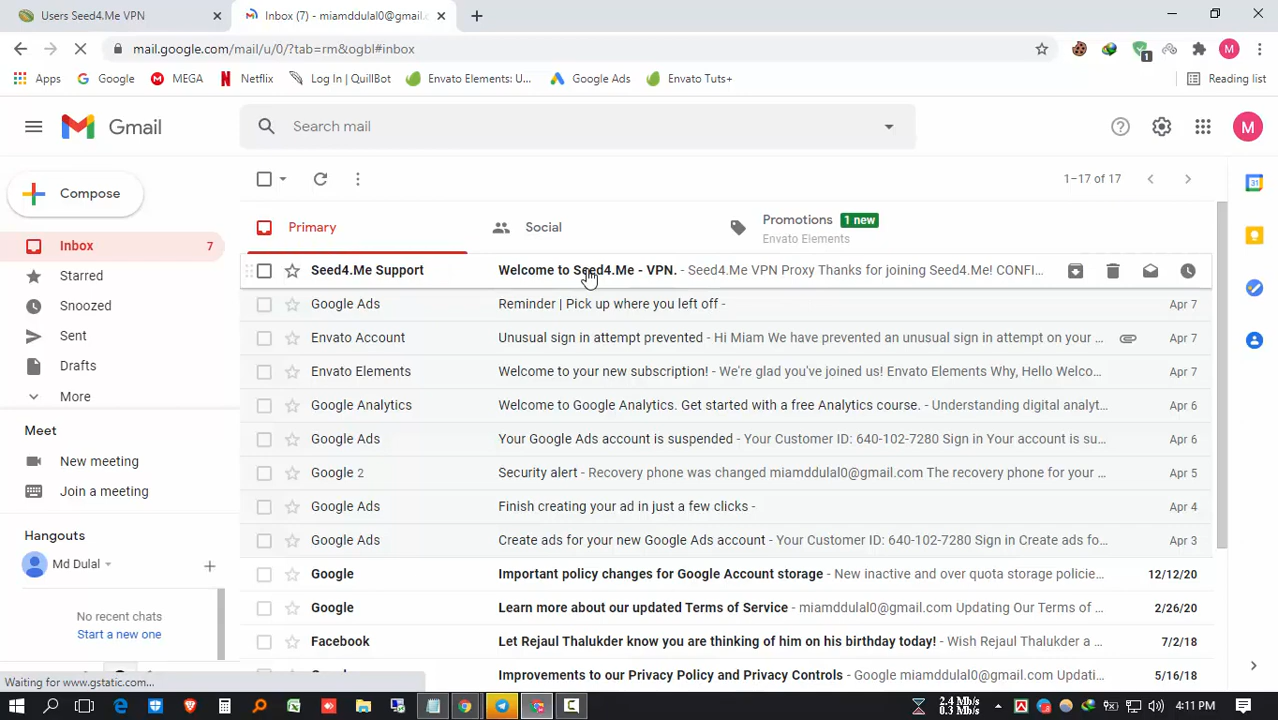 Users Seed4.Me VPN
Inbox (7) - miamddulal0@gmail.co
mail.google.com/mail/u/0/?tab=rm&ogbl#inbox
1
M
Apps
Google
MEGA
Netflix
Log In | QuillBot
Envato Elements: U...
Google Ads
Envato Tuts+
Reading list
Gmail
Search mail
M
Compose
1–17 of 17
Primary
Social
Promotions 1 new
Envato Elements
Inbox 7
Starred
Snoozed
Sent
Drafts
More
Seed4.Me Support Welcome to Seed4.Me - VPN. - Seed4.Me VPN Proxy Thanks for joining Seed4.Me! CONFI...
Google Ads Reminder | Pick up where you left off - Apr 7
Envato Account Unusual sign in attempt prevented - Hi Miam We have prevented an unusual sign in attempt on your ... Apr 7
Envato Elements Welcome to your new subscription! - We're glad you've joined us! Envato Elements Why, Hello Welco... Apr 7
Google Analytics Welcome to Google Analytics. Get started with a free Analytics course. - Understanding digital analyt... Apr 6
Google Ads Your Google Ads account is suspended - Your Customer ID: 640-102-7280 Sign in Your account is su... Apr 6
Google 2 Security alert - Recovery phone was changed miamddulal0@gmail.com The recovery phone for your ... Apr 5
Google Ads Finish creating your ad in just a few clicks - Apr 4
Google Ads Create ads for your new Google Ads account - Your Customer ID: 640-102-7280 Sign in Create ads fo... Apr 3
Google Important policy changes for Google Account storage - New inactive and over quota storage policie... 12/12/20
Google Learn more about our updated Terms of Service - miamddulal0@gmail.com Updating Our Terms of ... 2/26/20
Facebook Let Rejaul Thalukder know you are thinking of him on his birthday today! - Wish Rejaul Thalukder a ... 7/2/18
Improvements to our Privacy Policy and Privacy Controls - Google miamddulal0@gmail.com Updati... 5/16/18
Meet
New meeting
Join a meeting
Hangouts
Md Dulal
No recent chats
Start a new one
31
Waiting for www.gstatic.com...
2.4 Mb/s
0.3 Mb/s
4:11 PM